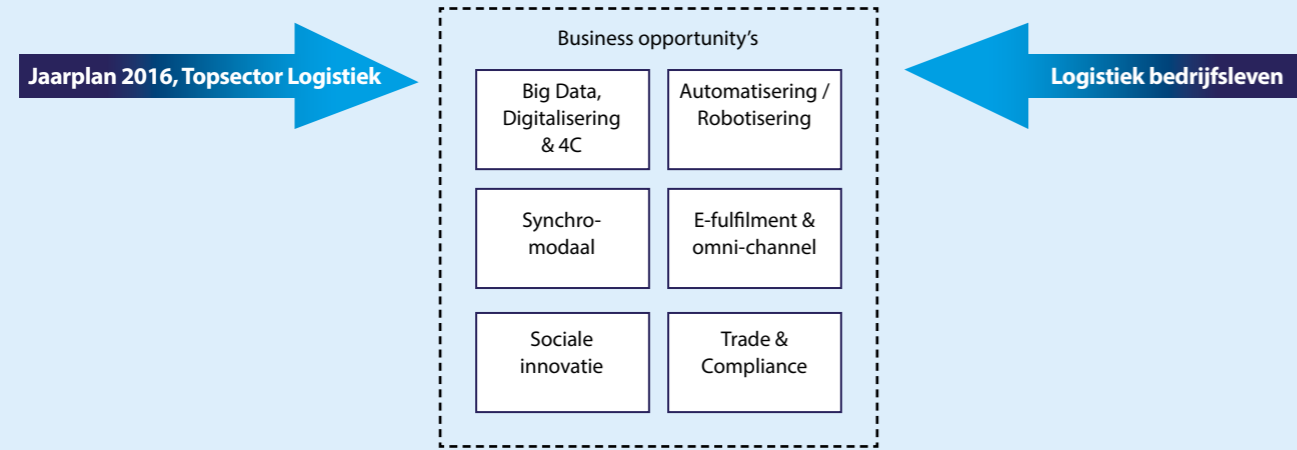 Business opportunity’s
Jaarplan 2016, Topsector Logistiek
Logistiek bedrijfsleven
Big Data,
Digitalisering
& 4C
Automatisering /
Robotisering
Synchro-
modaal
E-fulfilment &
omni-channel
Sociale
innovatie
Trade &
Compliance